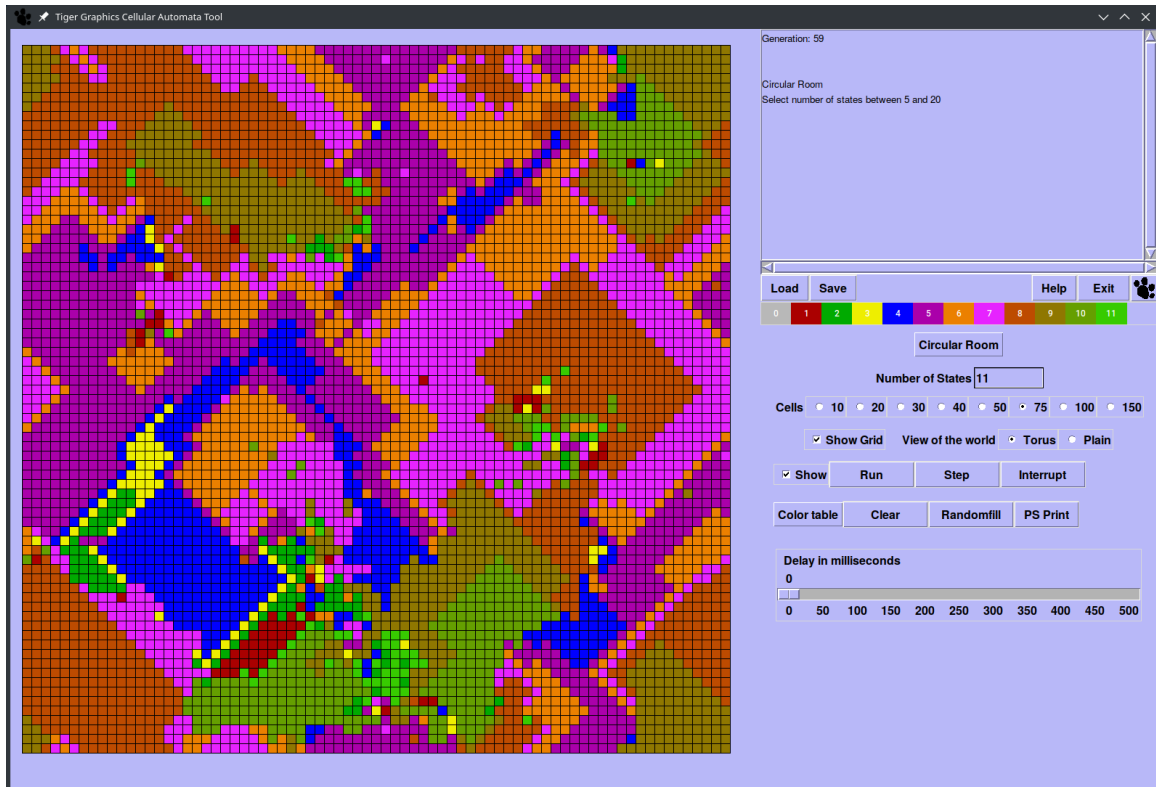 Tiger Graphics Cellular Automata Tool
Generation: 59
Circular Room
Select number of states between 5 and 20
Load Save Help Exit
0 1 2 3 4 5 6 7 8 9 10 11
Circular Room
Number of States 11
Cells 10 20 30 40 50 75 100 150
Show Grid View of the world Torus Plain
Show Run Step Interrupt
Color table Clear Randomfill PS Print
Delay in milliseconds
0
0 50 100 150 200 250 300 350 400 450 500